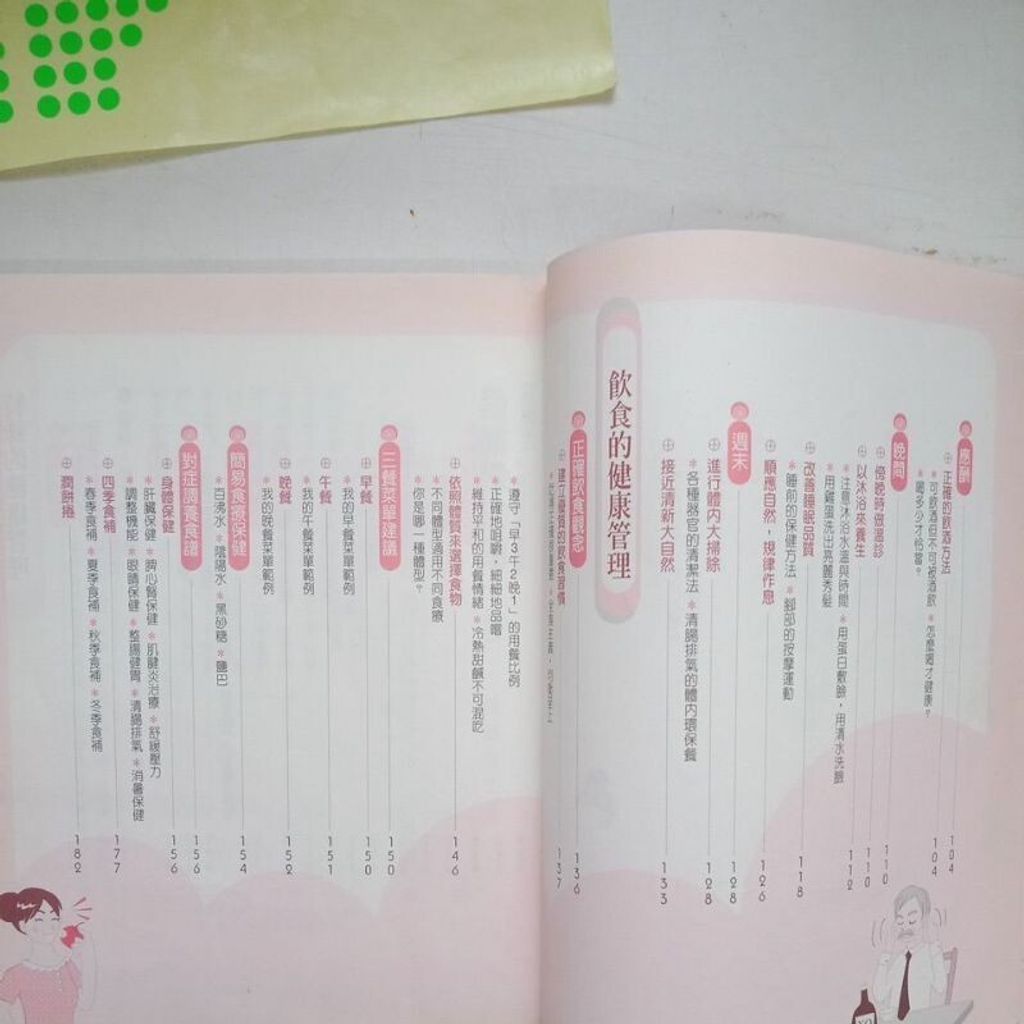 應酬 104
正確的飲酒方法 104
＊可飲酒但不可被酒飲 ＊怎麼喝才健康？
＊喝多少才恰當？
晚間 110
傍晚時做溫診 110
以沐浴來養生 112
＊注意沐浴水溫與時間 ＊用蛋白敷臉，用清水洗臉
＊用雞蛋洗出亮麗秀髮
改善睡眠品質 118
＊睡前的保健方法 ＊腳部的按摩運動
順應自然，規律作息 126
週末 128
進行體內大掃除 128
＊各種器官的清潔法 ＊清腸排氣的體內環保餐
接近清新大自然 133
飲食的健康管理
正確飲食觀念 136
建立優質的飲食習慣 137
＊遵守「早3午2晚1」的用餐比例
＊正確地咀嚼，細細地品嚐
＊維持平和的用餐情緒 ＊冷熱甜鹹不可混吃
依照體質來選擇食物 146
＊不同體型適用不同食療
＊你是哪一種體型？
三餐菜單建議 150
早餐 150
＊我的早餐菜單範例
午餐 151
＊我的午餐菜單範例
晚餐 152
＊我的晚餐菜單範例
簡易食療保健 154
＊白沸水 ＊陰陽水 ＊黑砂糖 ＊鹽巴
對症調養食譜 156
身體保健 156
＊肝臟保健 ＊脾心腎保健 ＊肌腱炎治療 ＊舒緩壓力
＊調整機能 ＊眼睛保健 ＊整腸健胃 ＊清腸排氣 ＊消暑保健
四季食補 177
＊春季食補 ＊夏季食補 ＊秋季食補 ＊冬季食補
潤餅捲 182
XO